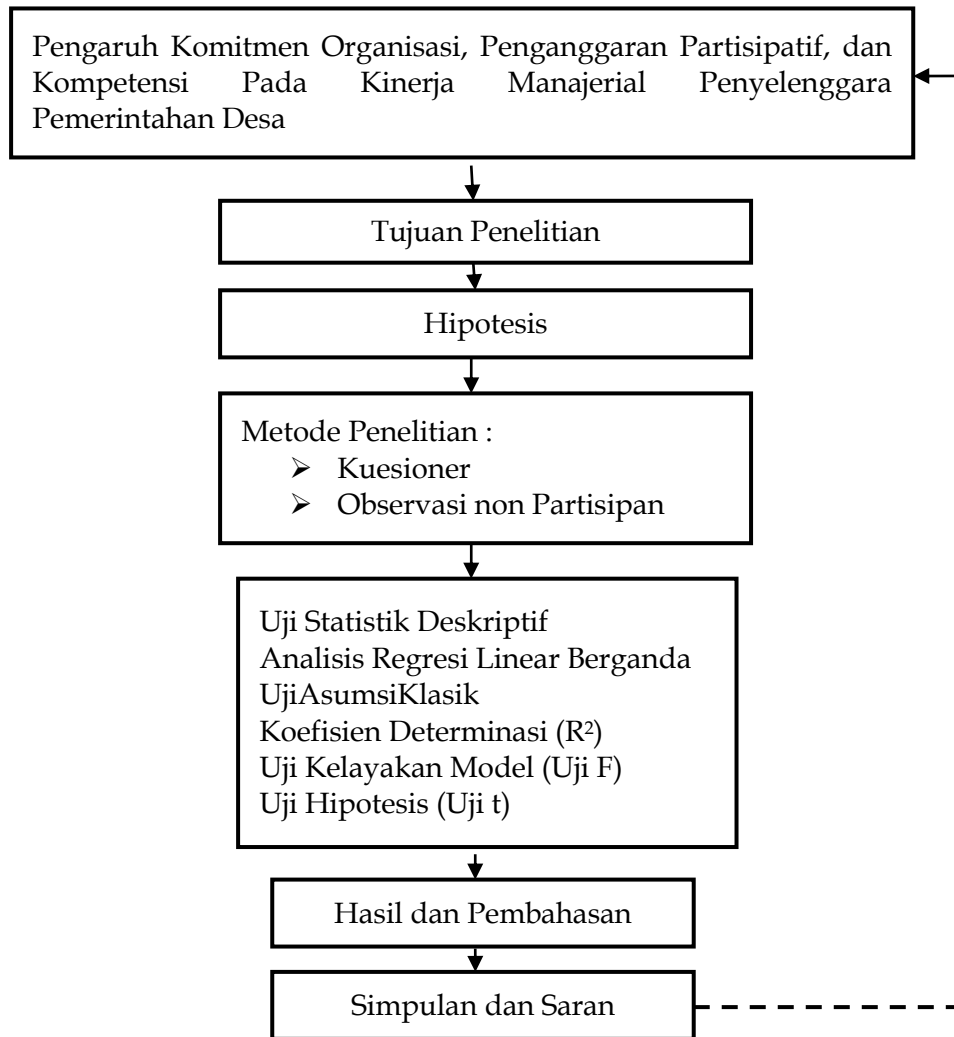 Pengaruh Komitmen Organisasi, Penganggaran Partisipatif, dan
Kompetensi Pada Kinerja Manajerial Penyelenggara
Pemerintahan Desa
Tujuan Penelitian
Hipotesis
Metode Penelitian :
➢ Kuesioner
➢ Observasi non Partisipan
Uji Statistik Deskriptif
Analisis Regresi Linear Berganda
UjiAsumsiKlasik
Koefisien Determinasi (R²)
Uji Kelayakan Model (Uji F)
Uji Hipotesis (Uji t)
Hasil dan Pembahasan
Simpulan dan Saran